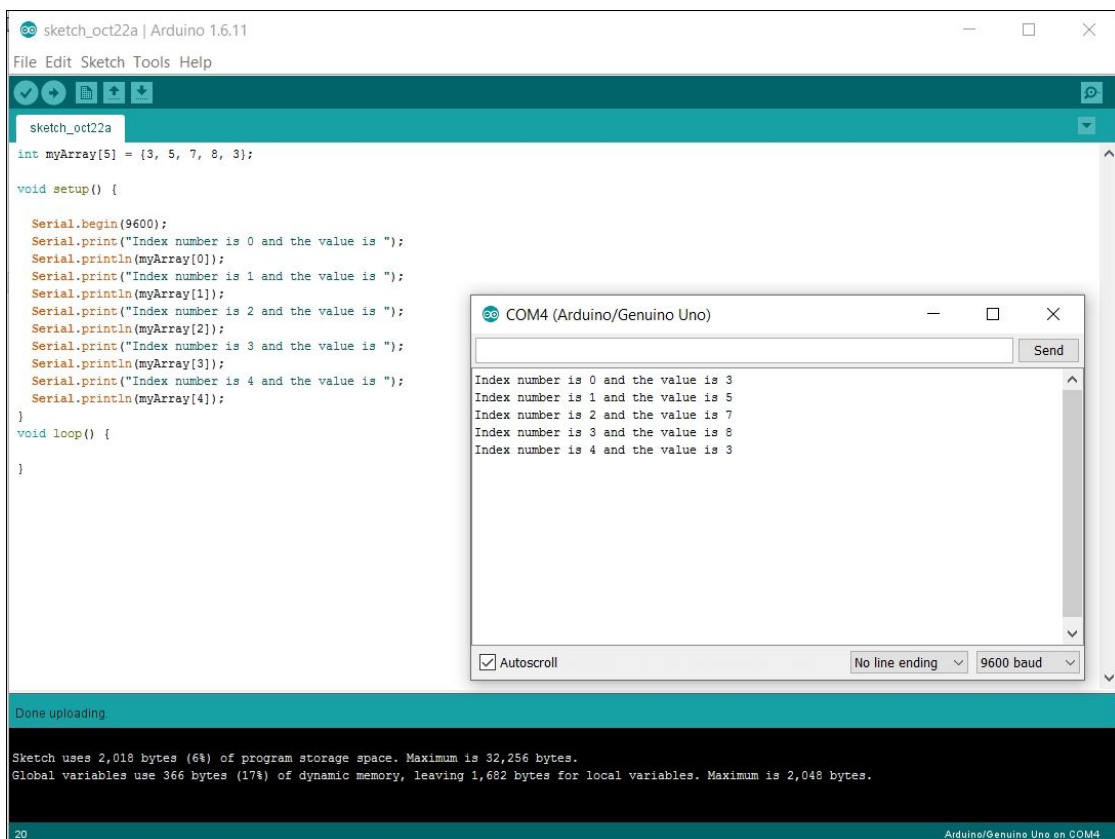 sketch_oct22a | Arduino 1.6.11
File Edit Sketch Tools Help
sketch_oct22a
int myArray[5] = {3, 5, 7, 8, 3};
void setup() {
Serial.begin(9600);
Serial.print("Index number is 0 and the value is ");
Serial.println(myArray[0]);
Serial.print("Index number is 1 and the value is ");
Serial.println(myArray[1]);
Serial.print("Index number is 2 and the value is ");
Serial.println(myArray[2]);
Serial.print("Index number is 3 and the value is ");
Serial.println(myArray[3]);
Serial.print("Index number is 4 and the value is ");
Serial.println(myArray[4]);
}
void loop() {
}
COM4 (Arduino/Genuino Uno)
Send
Index number is 0 and the value is 3
Index number is 1 and the value is 5
Index number is 2 and the value is 7
Index number is 3 and the value is 8
Index number is 4 and the value is 3
Autoscroll
No line ending
9600 baud
Done uploading.
Sketch uses 2,018 bytes (6%) of program storage space. Maximum is 32,256 bytes.
Global variables use 366 bytes (17%) of dynamic memory, leaving 1,682 bytes for local variables. Maximum is 2,048 bytes.
20
Arduino/Genuino Uno on COM4